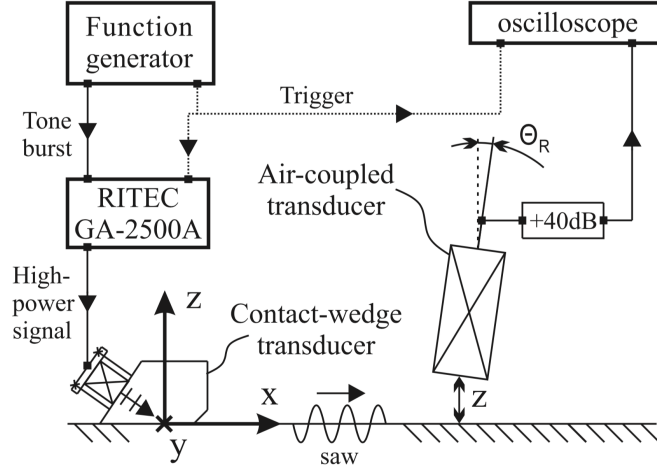 Function
generator
oscilloscope
Trigger
Tone
burst
Θ_R
RITEC
GA-2500A
Air-coupled
transducer
+40dB
High-
power
signal
z
Contact-wedge
transducer
x
z
y
saw